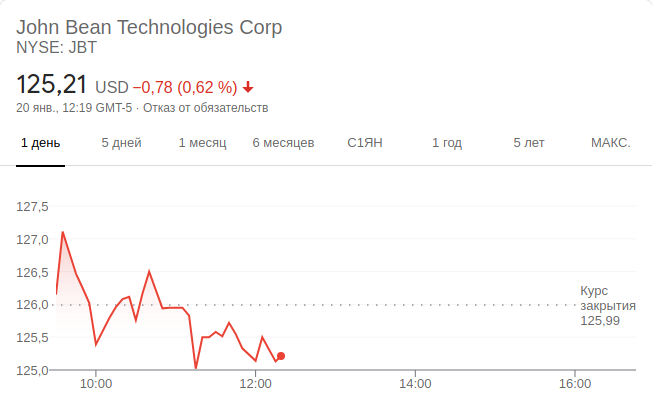 John Bean Technologies Corp
NYSE: JBT
125,21 USD −0,78 (0,62 %)
20 янв., 12:19 GMT-5 · Отказ от обязательств
1 день 5 дней 1 месяц 6 месяцев С1ЯН 1 год 5 лет МАКС.
127,5
127,0
126,5
126,0
125,5
125,0
Курс
закрытия
125,99
10:00 12:00 14:00 16:00